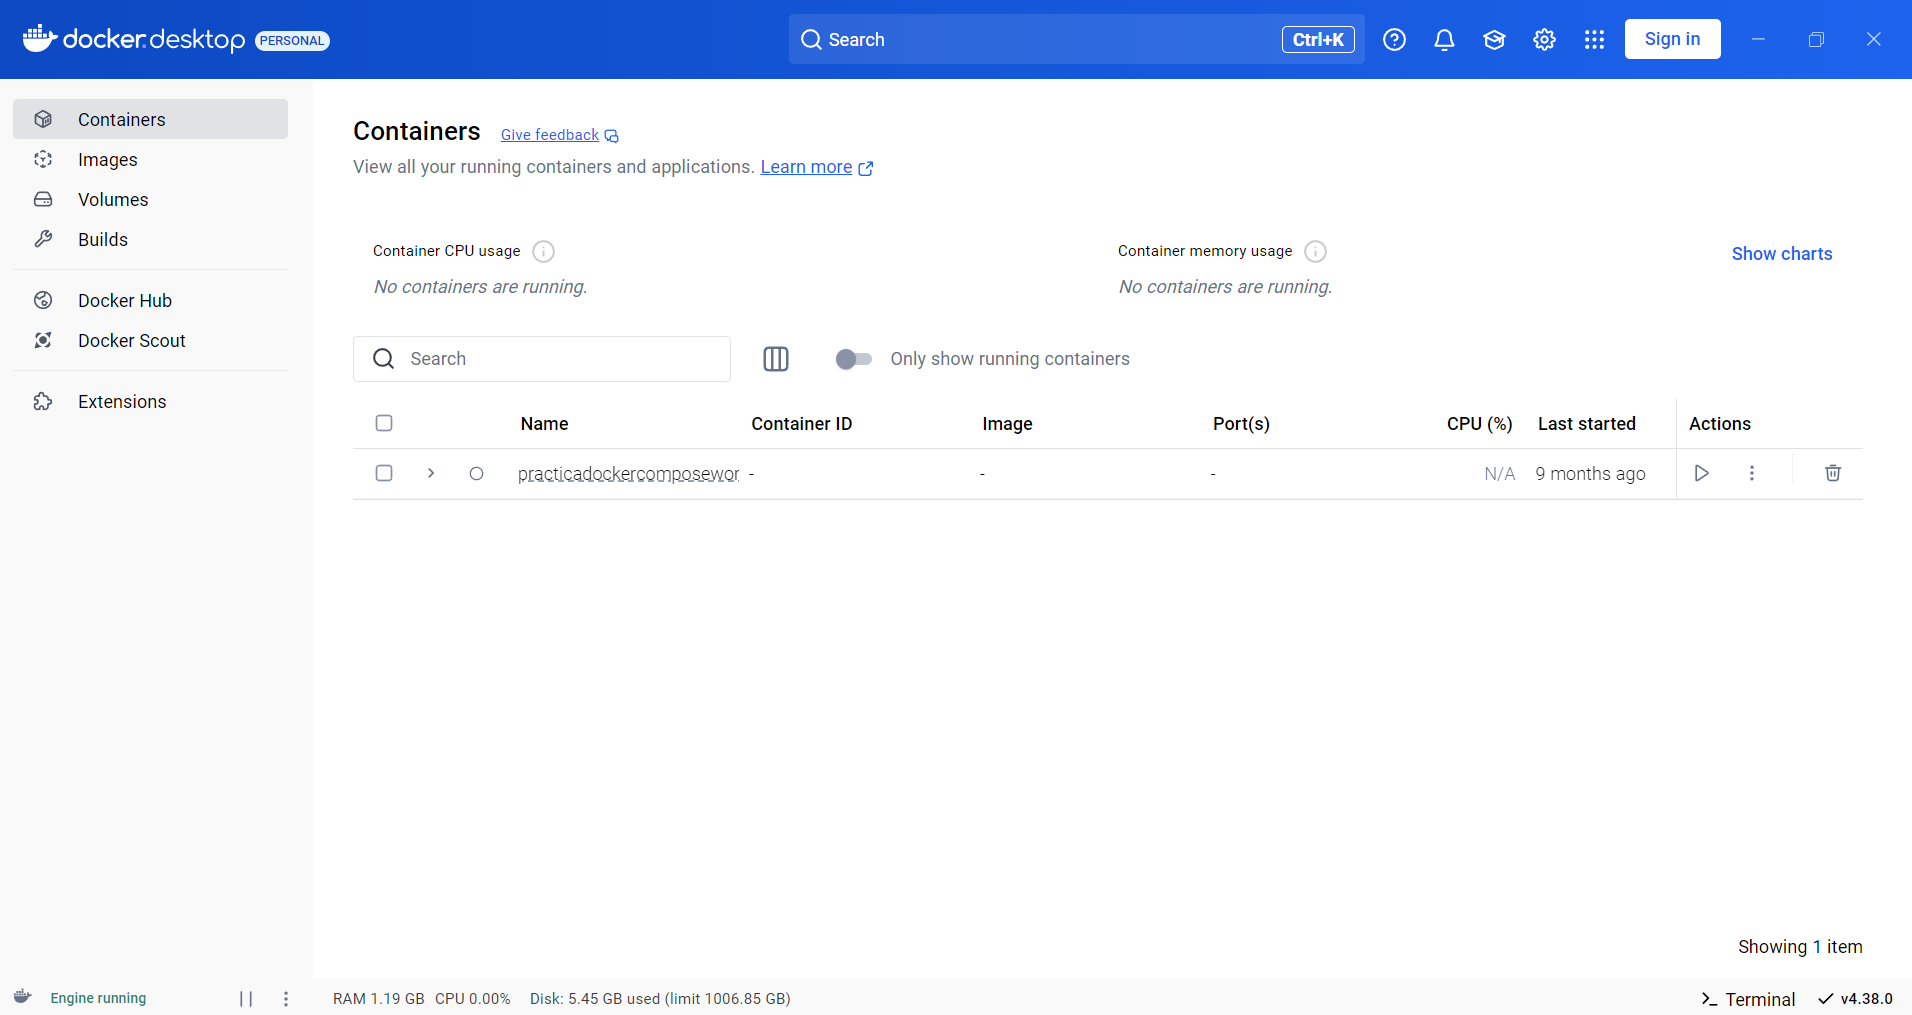 docker.desktop PERSONAL
Search Ctrl+K Sign in
Containers
Images
Volumes
Builds
Docker Hub
Docker Scout
Extensions
Containers Give feedback
View all your running containers and applications. Learn more
Container CPU usage
No containers are running.
Container memory usage
No containers are running.
Show charts
Search
Only show running containers
Name Container ID Image Port(s) CPU (%) Last started Actions
practicadockercomposewor - - - N/A 9 months ago
Showing 1 item
Engine running
RAM 1.19 GB CPU 0.00% Disk: 5.45 GB used (limit 1006.85 GB)
Terminal v4.38.0